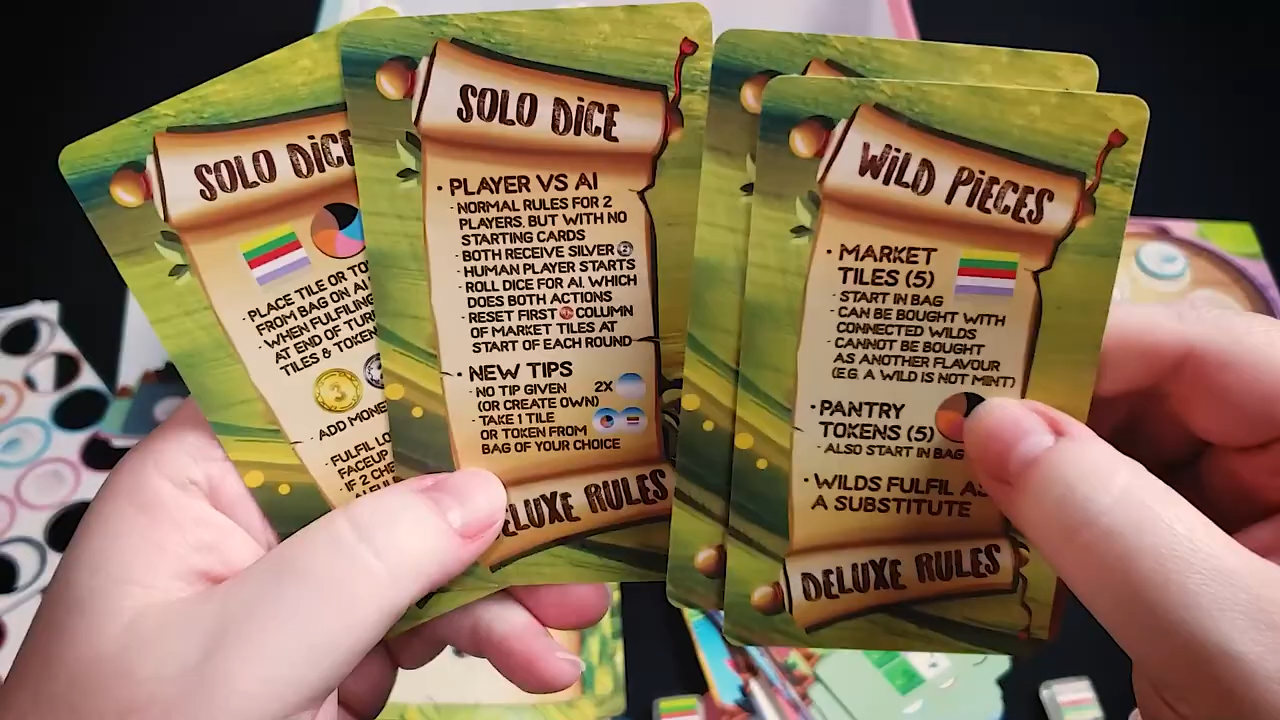 SOLO DICE
· PLACE TILE OR TO
FROM BAG ON AI
· WHEN FULFILING
AT END OF TUR
TILES & TOKEN
3
· ADD MONE
FULFIL LO
FACEUP
· IF 2 CHE
SOLO DICE
· PLAYER VS AI
- NORMAL RULES FOR 2
PLAYERS, BUT WITH NO
STARTING CARDS
- BOTH RECEIVE SILVER 2
- HUMAN PLAYER STARTS
- ROLL DICE FOR AI, WHICH
DOES BOTH ACTIONS
- RESET FIRST COLUMN
OF MARKET TILES AT
START OF EACH ROUND
· NEW TIPS
- NO TIP GIVEN 2X
(OR CREATE OWN)
- TAKE 1 TILE
OR TOKEN FROM
BAG OF YOUR CHOICE
DELUXE RULES
WILD PIECES
· MARKET
TILES (5)
- START IN BAG
- CAN BE BOUGHT WITH
CONNECTED WILDS
- CANNOT BE BOUGHT
AS ANOTHER FLAVOUR
(E.G. A WILD IS NOT MINT)
· PANTRY
TOKENS (5)
- ALSO START IN BAG
· WILDS FULFIL AS
A SUBSTITUTE
DELUXE RULES